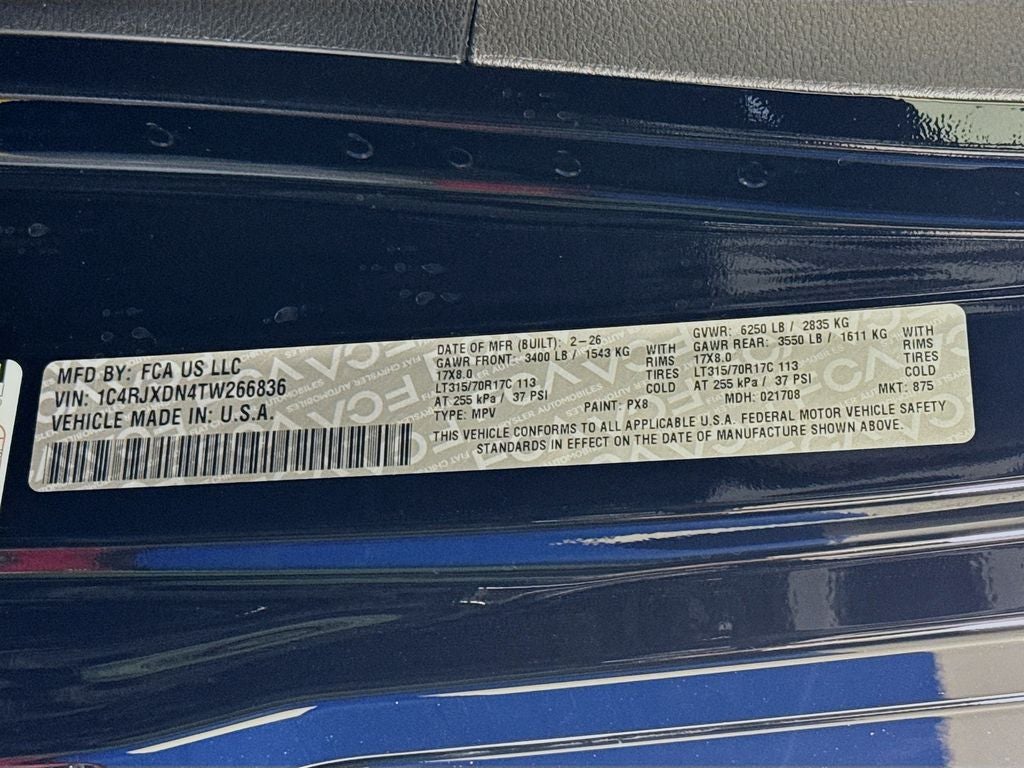 MFD BY: FCA US LLC
VIN: 1C4RJXDN4TW266836
VEHICLE MADE IN: U.S.A.
DATE OF MFR (BUILT): 2-26
GAWR FRONT: 3400 LB / 1543 KG WITH
17X8.0 RIMS
LT315/70R17C 113 TIRES
AT 255 kPa / 37 PSI COLD
TYPE: MPV PAINT: PX8
GVWR: 6250 LB / 2835 KG
GAWR REAR: 3550 LB / 1611 KG WITH
17X8.0 RIMS
LT315/70R17C 113 TIRES
AT 255 kPa / 37 PSI COLD
MDH: 021708 MKT: 875
THIS VEHICLE CONFORMS TO ALL APPLICABLE U.S.A. FEDERAL MOTOR VEHICLE SAFETY
STANDARDS IN EFFECT ON THE DATE OF MANUFACTURE SHOWN ABOVE.